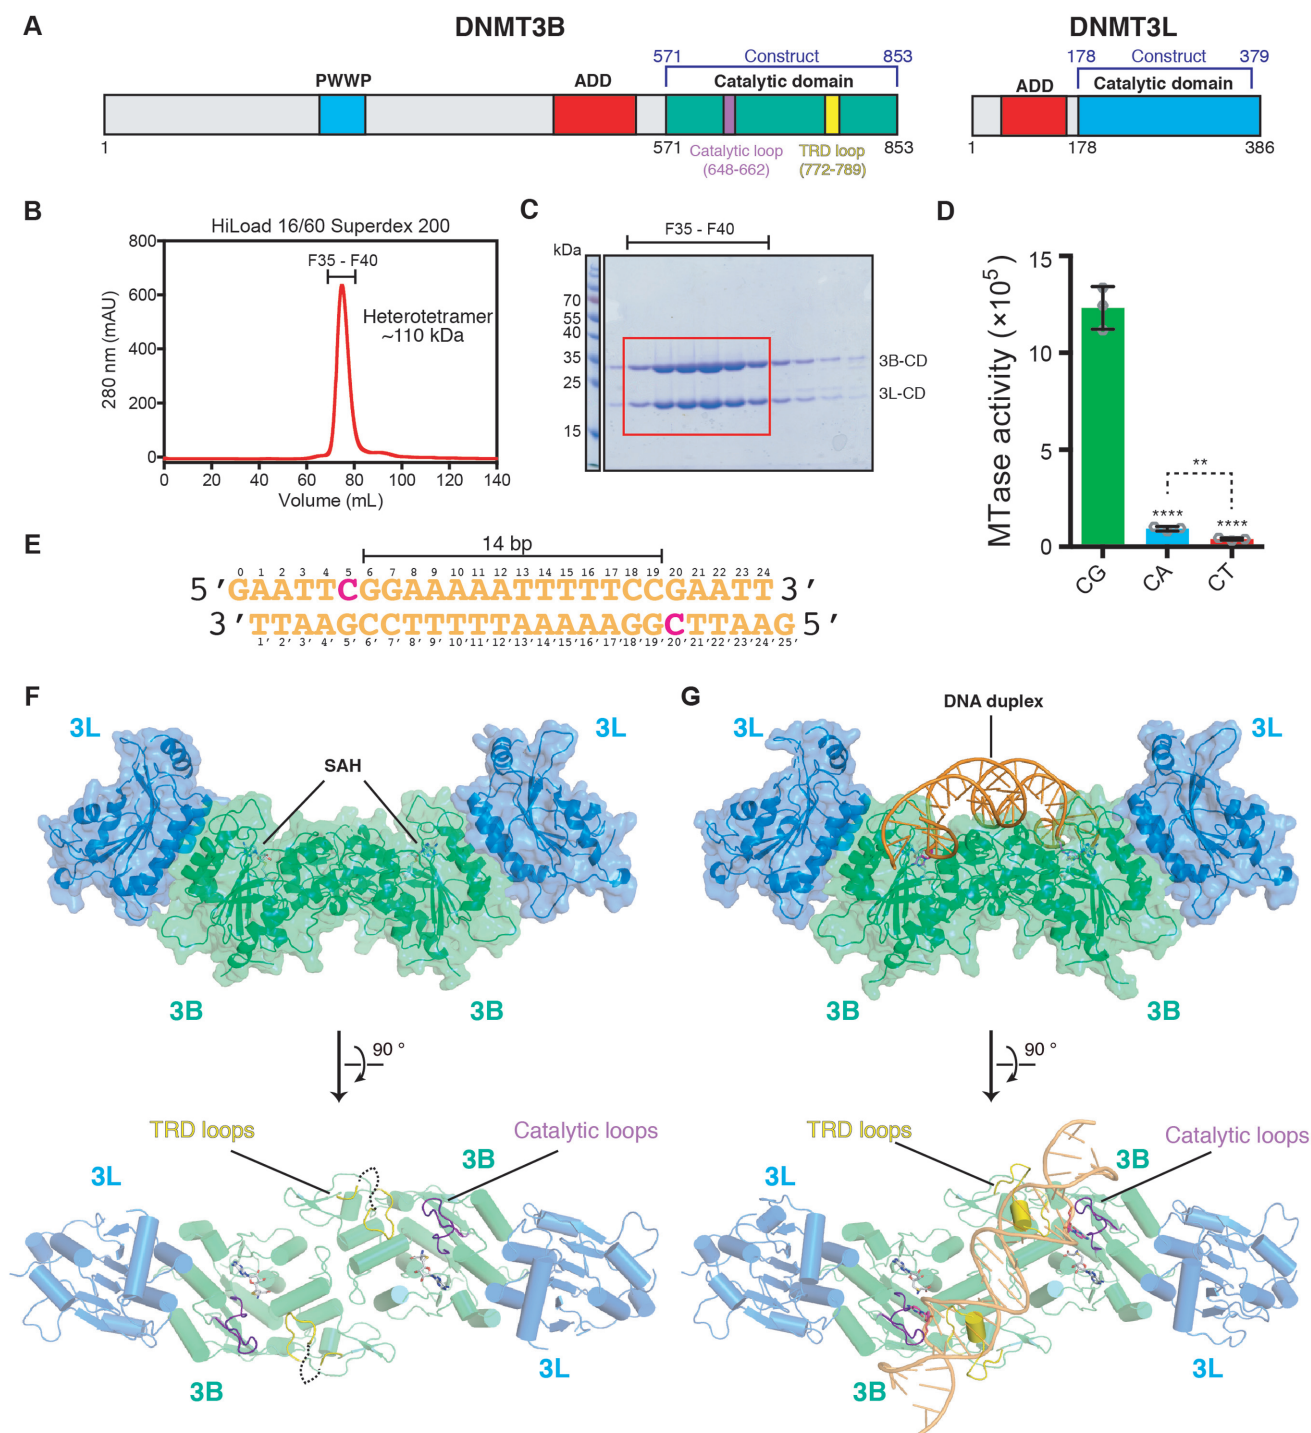 A
DNMT3B
DNMT3L
571 Construct 853
178 Construct 379
PWWP ADD Catalytic domain
ADD Catalytic domain
1 571 853
Catalytic loop
(648-662)
TRD loop
(772-789)
1 178 386
B
HiLoad 16/60 Superdex 200
800
600
400
200
0
280 nm (mAU)
F35 - F40
Heterotetramer
~110 kDa
0 20 40 60 80 100 120 140
Volume (mL)
C
F35 - F40
kDa
70
55
40
35
25
15
3B-CD
3L-CD
D
MTase activity (×10⁵)
15
10
5
0
**
****
****
CG CA CT
E
14 bp
0 1 2 3 4 5 6 7 8 9 10 11 12 13 14 15 16 17 18 19 20 21 22 23 24
5 ′GAATTCGGAAAAATTTTTCCGAATT 3 ′
3 ′TTAAGCCTTTTTAAAAAGGCTTAAG 5 ′
1′ 2′ 3′ 4′ 5′ 6′ 7′ 8′ 9′ 10′ 11′ 12′ 13′ 14′ 15′ 16′ 17′ 18′ 19′ 20′ 21′ 22′ 23′ 24′ 25′
F
3L
SAH
3L
3B
3B
90 °
TRD loops
Catalytic loops
3B
3L
3L
3B
G
DNA duplex
3L
3L
3B
3B
90 °
TRD loops
Catalytic loops
3B
3L
3B
3L